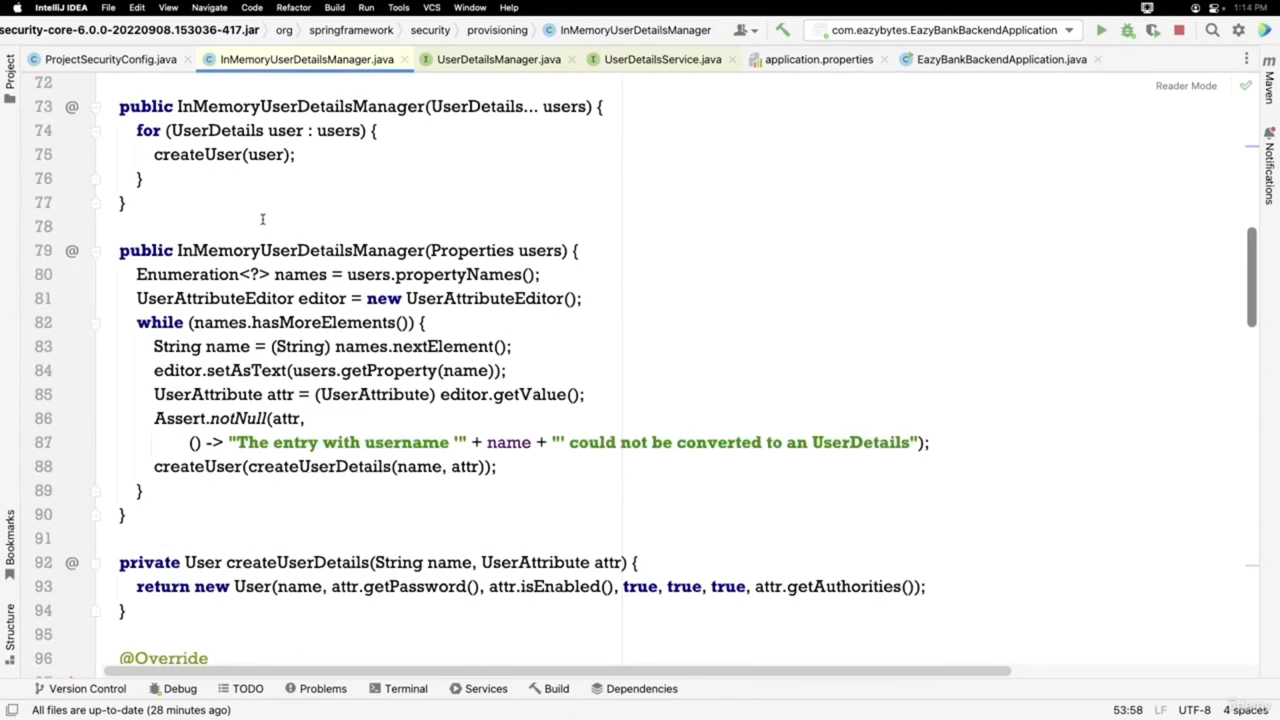 IntelliJ IDEA File Edit View Navigate Code Refactor Build Run Tools VCS Window Help 1:14 PM
security-core-6.0.0-20220908.153036-417.jar org springframework security provisioning InMemoryUserDetailsManager com.eazybytes.EazyBankBackendApplication
ProjectSecurityConfig.java InMemoryUserDetailsManager.java UserDetailsManager.java UserDetailsService.java application.properties EazyBankBackendApplication.java
Project
Maven
Notifications
Bookmarks
Structure
Reader Mode
72
73 @ public InMemoryUserDetailsManager(UserDetails... users) {
74 for (UserDetails user : users) {
75 createUser(user);
76 }
77 }
78
79 @ public InMemoryUserDetailsManager(Properties users) {
80 Enumeration<?> names = users.propertyNames();
81 UserAttributeEditor editor = new UserAttributeEditor();
82 while (names.hasMoreElements()) {
83 String name = (String) names.nextElement();
84 editor.setAsText(users.getProperty(name));
85 UserAttribute attr = (UserAttribute) editor.getValue();
86 Assert.notNull(attr,
87 () -> "The entry with username '" + name + "' could not be converted to an UserDetails");
88 createUser(createUserDetails(name, attr));
89 }
90 }
91
92 @ private User createUserDetails(String name, UserAttribute attr) {
93 return new User(name, attr.getPassword(), attr.isEnabled(), true, true, true, attr.getAuthorities());
94 }
95
96 @Override
Version Control Debug TODO Problems Terminal Services Build Dependencies
All files are up-to-date (28 minutes ago) 53:58 LF UTF-8 4 spaces